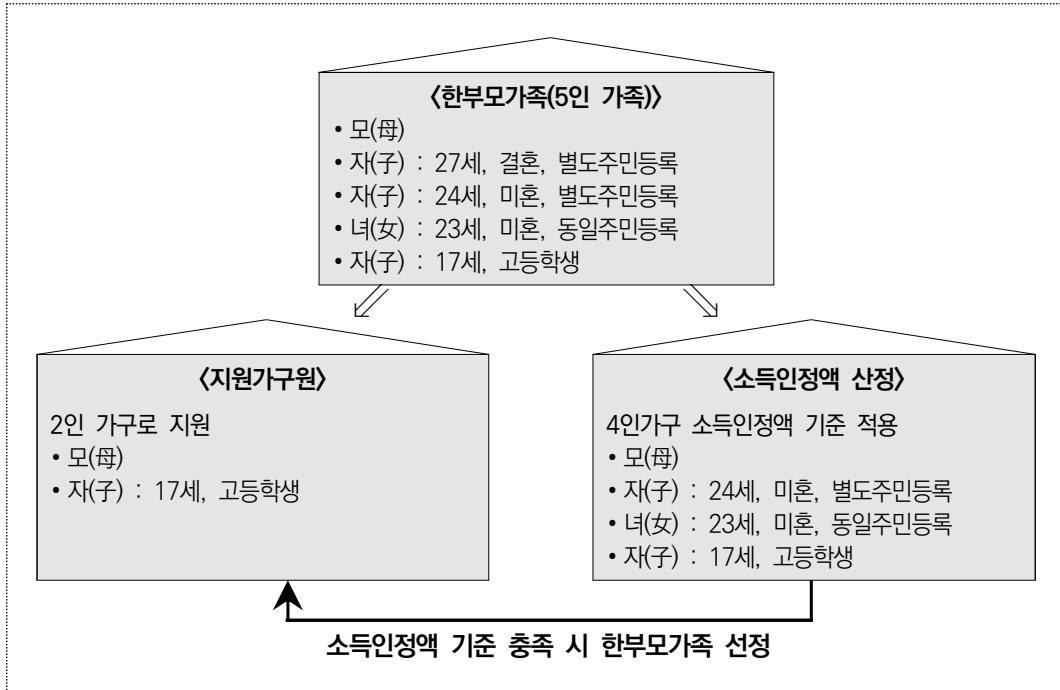 〈한부모가족(5인 가족)〉
• 모(母)
• 자(子) : 27세, 결혼, 별도주민등록
• 자(子) : 24세, 미혼, 별도주민등록
• 녀(女) : 23세, 미혼, 동일주민등록
• 자(子) : 17세, 고등학생
〈지원가구원〉
2인 가구로 지원
• 모(母)
• 자(子) : 17세, 고등학생
〈소득인정액 산정〉
4인가구 소득인정액 기준 적용
• 모(母)
• 자(子) : 24세, 미혼, 별도주민등록
• 녀(女) : 23세, 미혼, 동일주민등록
• 자(子) : 17세, 고등학생
소득인정액 기준 충족 시 한부모가족 선정